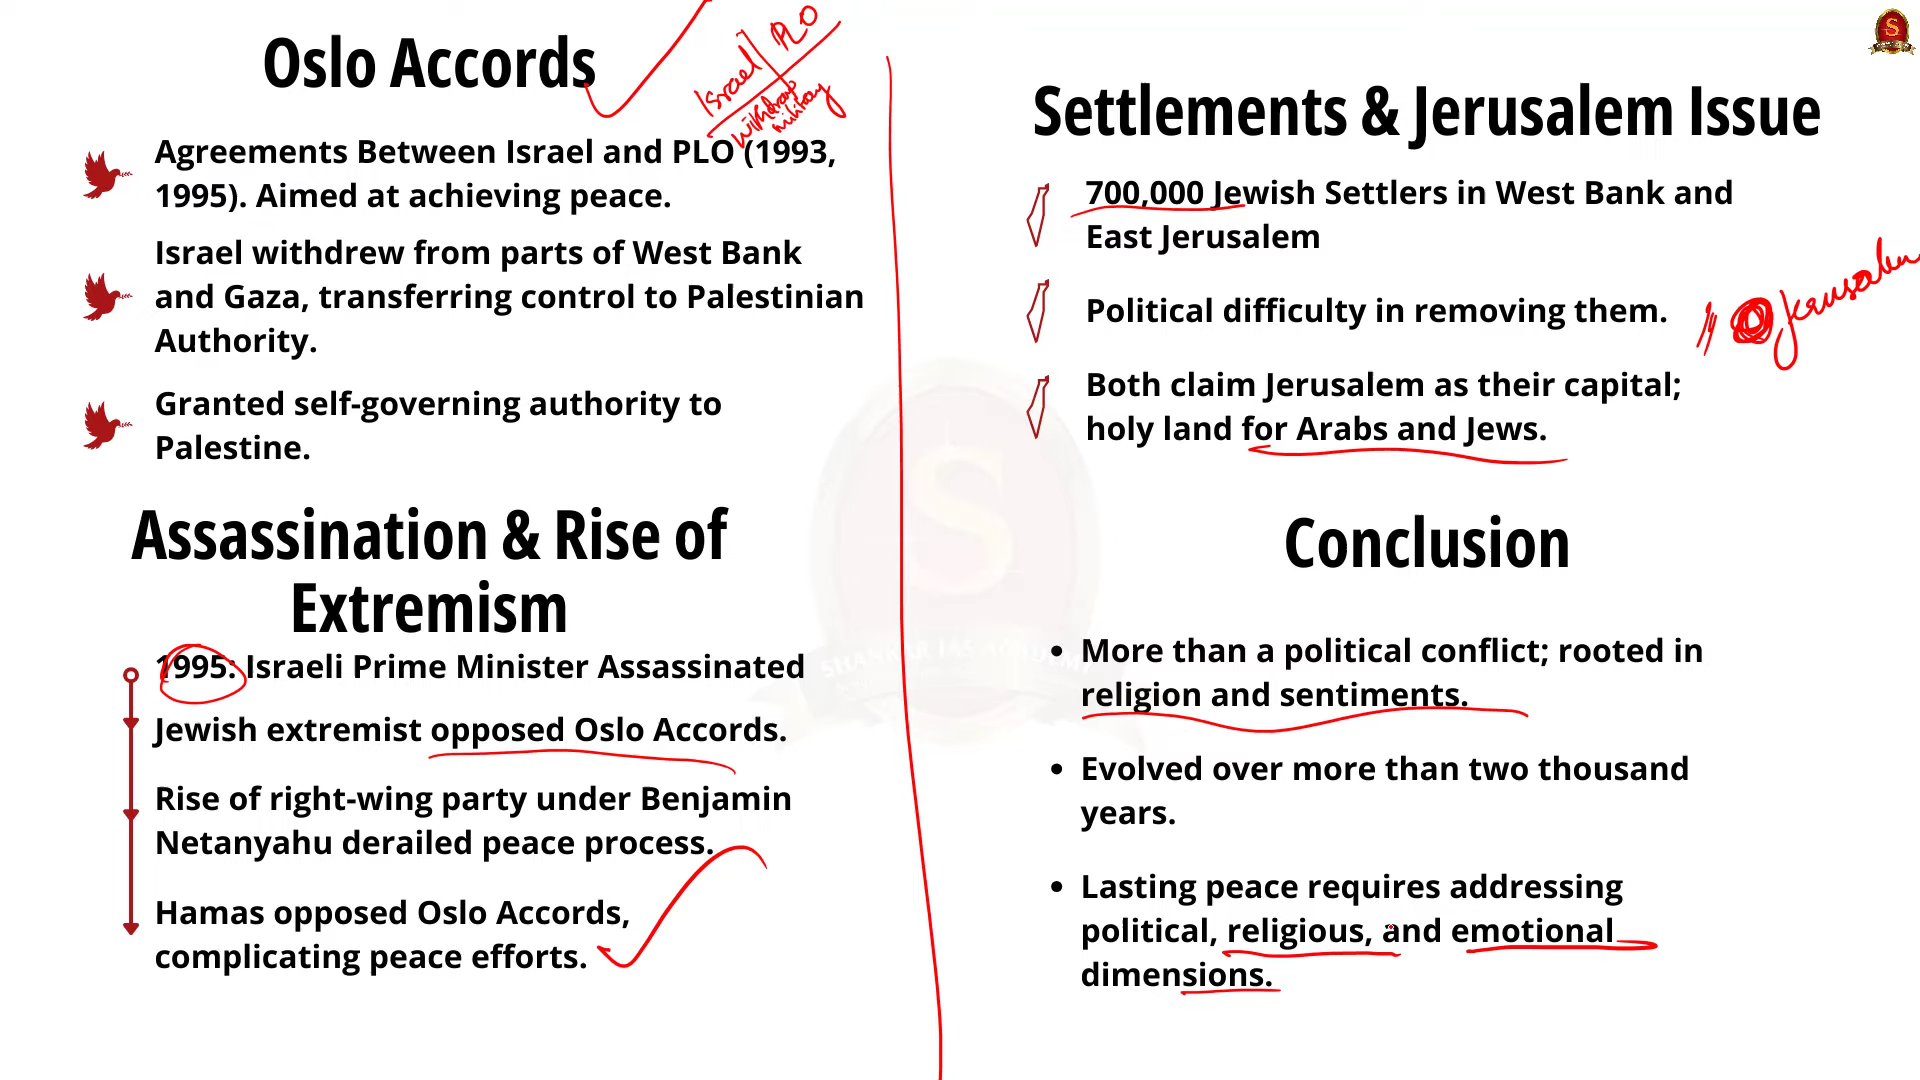 Oslo Accords
Israel PLO
withdraw
military
Agreements Between Israel and PLO (1993,
1995). Aimed at achieving peace.
Israel withdrew from parts of West Bank
and Gaza, transferring control to Palestinian
Authority.
Granted self-governing authority to
Palestine.
Assassination & Rise of
Extremism
1995: Israeli Prime Minister Assassinated
Jewish extremist opposed Oslo Accords.
Rise of right-wing party under Benjamin
Netanyahu derailed peace process.
Hamas opposed Oslo Accords,
complicating peace efforts.
S
Settlements & Jerusalem Issue
700,000 Jewish Settlers in West Bank and
East Jerusalem
Political difficulty in removing them.
Jerusalem
Both claim Jerusalem as their capital;
holy land for Arabs and Jews.
Conclusion
More than a political conflict; rooted in
religion and sentiments.
Evolved over more than two thousand
years.
Lasting peace requires addressing
political, religious, and emotional
dimensions.
S
SHANKAR IAS ACADEMY